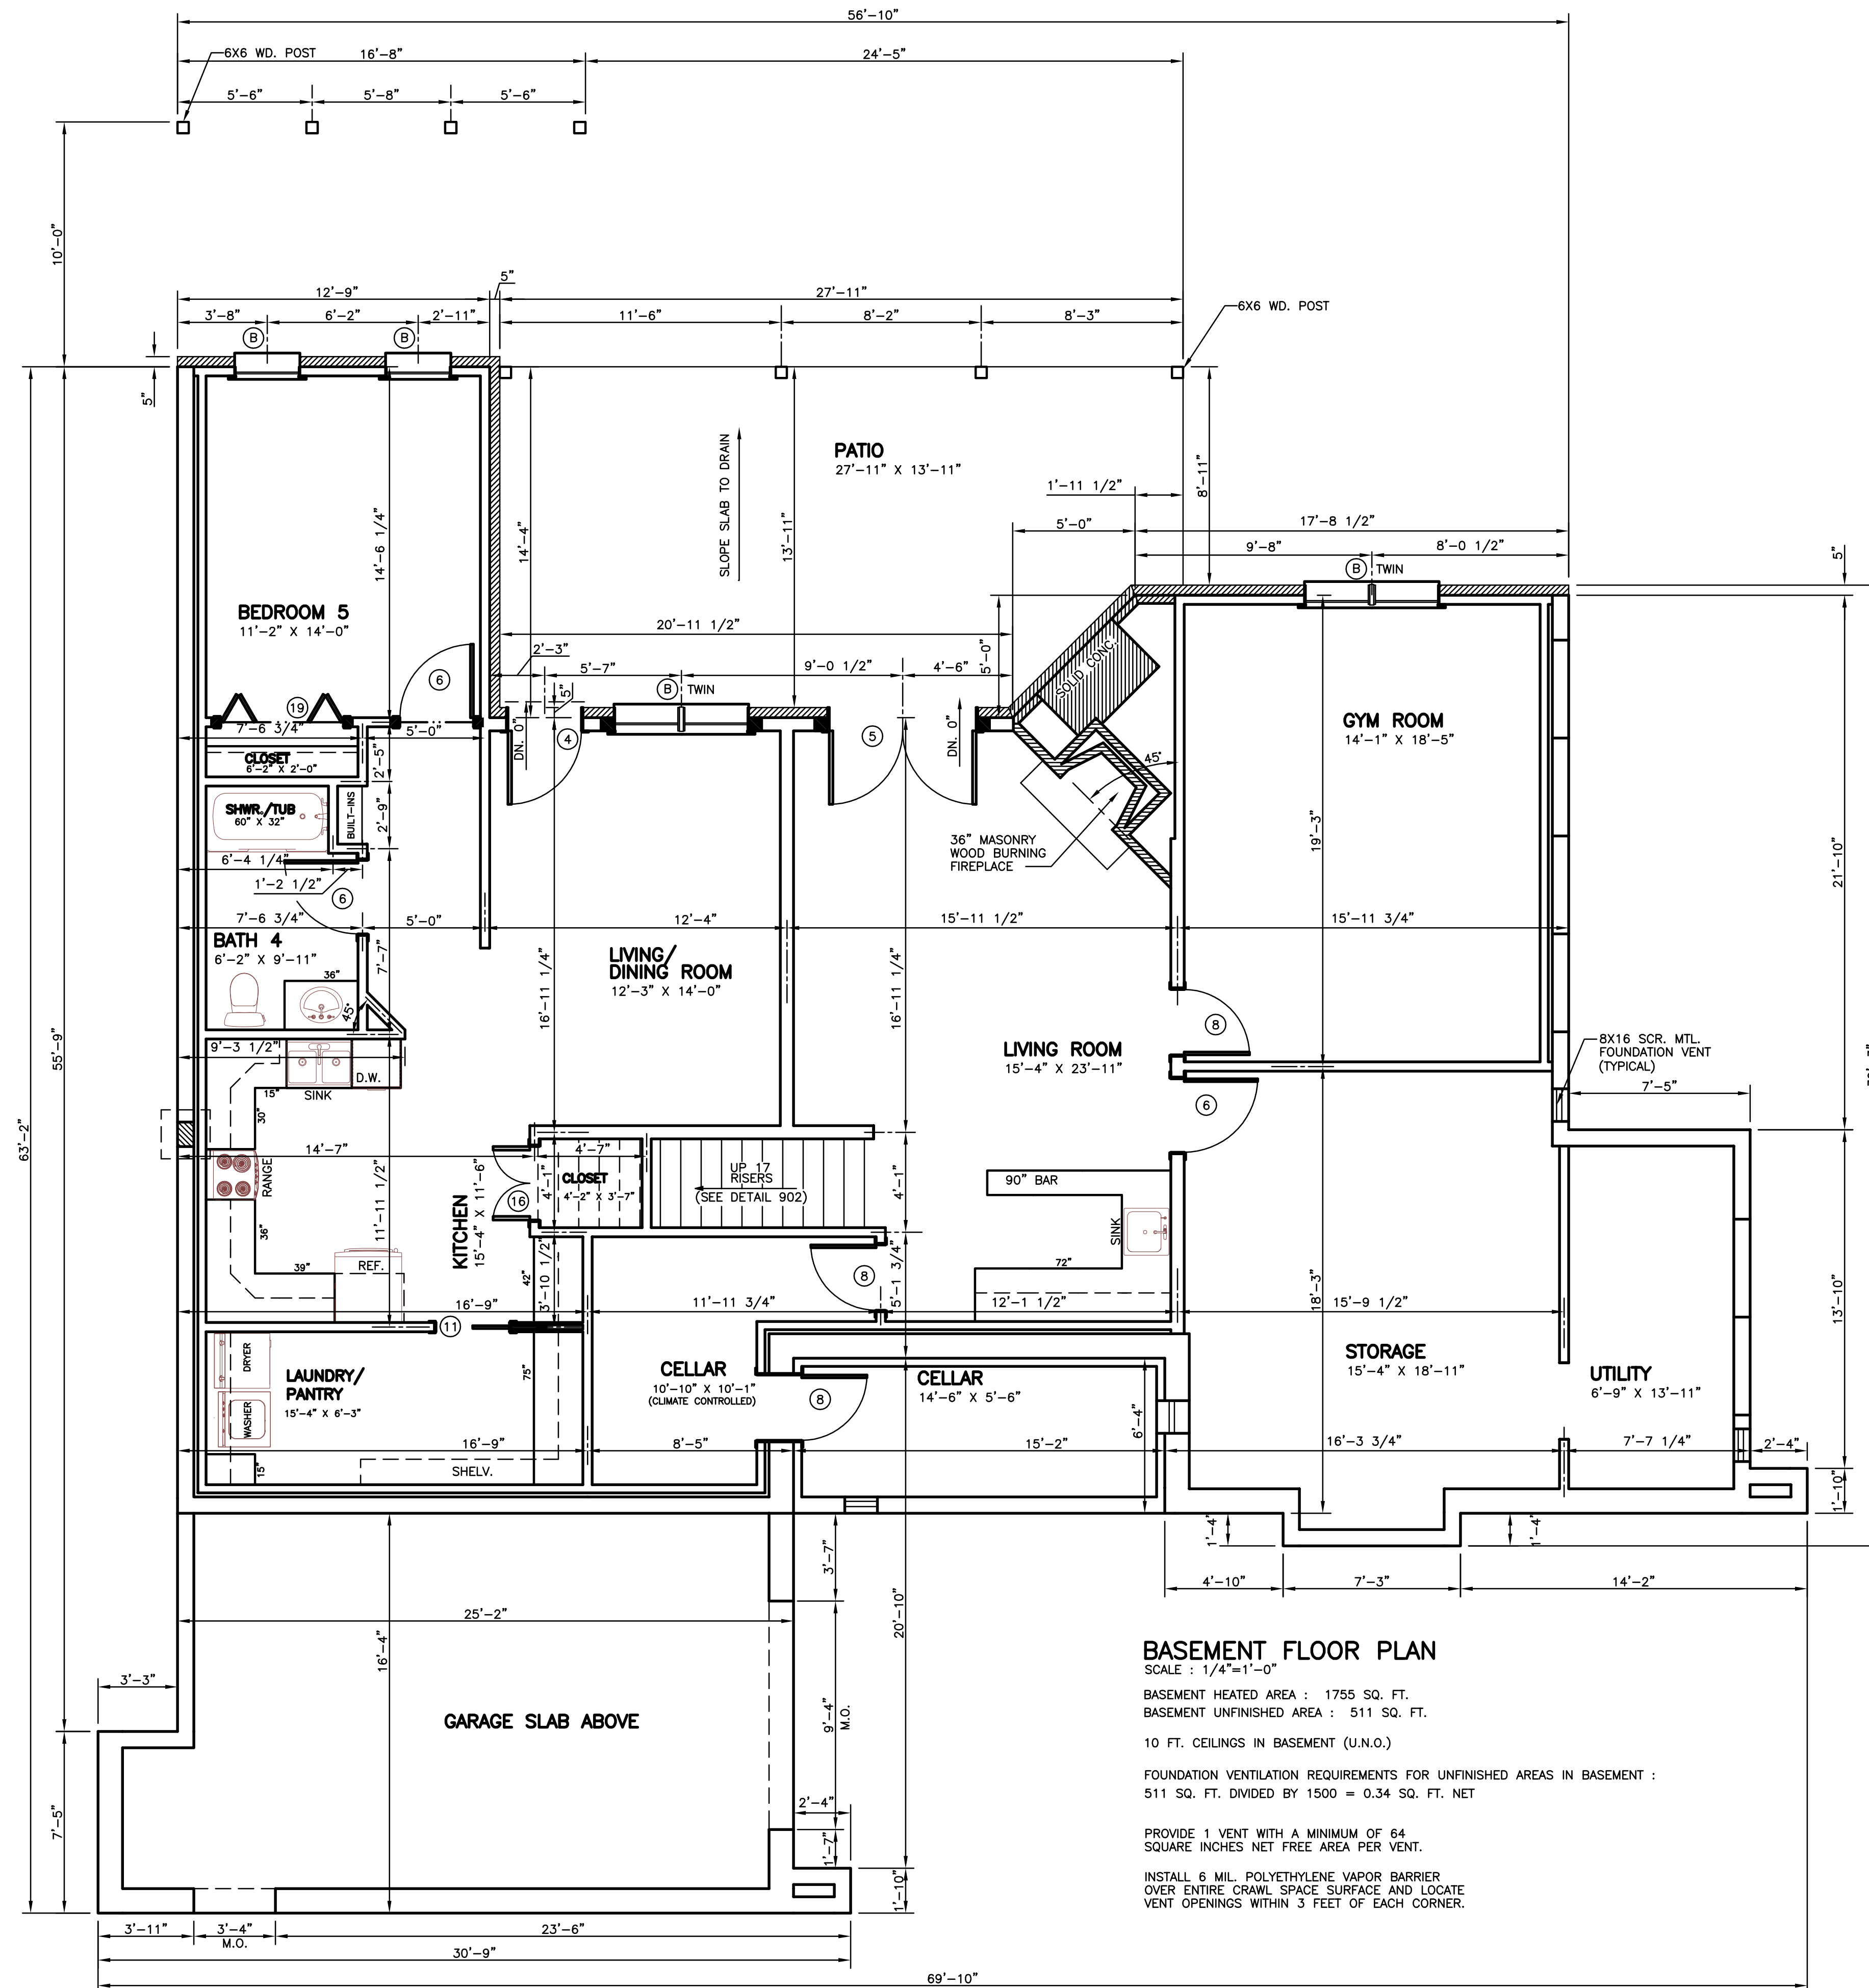 56'-10"
6X6 WD. POST
16'-8"
24'-5"
5'-6"
5'-8"
5'-6"
10'-0"
5"
12'-9"
27'-11"
6X6 WD. POST
3'-8"
6'-2"
2'-11"
11'-6"
8'-2"
8'-3"
B
B
5"
PATIO
27'-11" X 13'-11"
SLOPE SLAB TO DRAIN
8'-11"
1'-11 1/2"
14'-6 1/4"
14'-4"
13'-11"
5'-0"
17'-8 1/2"
9'-8"
8'-0 1/2"
5"
B TWIN
BEDROOM 5
11'-2" X 14'-0"
20'-11 1/2"
5'-0"
SOLID CONC.
2'-3"
5'-7"
9'-0 1/2"
4'-6"
6
5"
B TWIN
19
7'-6 3/4"
5'-0"
DN. 0"
4
5
DN. 0"
GYM ROOM
14'-1" X 18'-5"
CLOSET
6'-2" X 2'-0"
2'-5"
45°
SHWR./TUB
60" X 32"
BUILT-INS
2'-9"
36" MASONRY
WOOD BURNING
FIREPLACE
19'-3"
21'-10"
6'-4 1/4"
1'-2 1/2"
6
7'-6 3/4"
5'-0"
12'-4"
15'-11 1/2"
15'-11 3/4"
BATH 4
6'-2" X 9'-11"
7'-7"
36"
45°
LIVING/
DINING ROOM
12'-3" X 14'-0"
16'-11 1/4"
16'-11 1/4"
8
55'-9"
63'-2"
9'-3 1/2"
LIVING ROOM
15'-4" X 23'-11"
8X16 SCR. MTL.
FOUNDATION VENT
(TYPICAL)
D.W.
SINK
15"
30"
7'-5"
6
14'-7"
4'-7"
RANGE
CLOSET
4'-2" X 3'-7"
4'-1"
16
UP 17
RISERS
(SEE DETAIL 902)
4'-1"
90" BAR
SINK
36"
11'-11 1/2"
KITCHEN
15'-4" X 11'-6"
39"
REF.
42"
3'-10 1/2"
8
5'-1 3/4"
72"
18'-3"
13'-10"
16'-9"
11'-11 3/4"
12'-1 1/2"
15'-9 1/2"
11
DRYER
LAUNDRY/
PANTRY
15'-4" X 6'-3"
75"
CELLAR
10'-10" X 10'-1"
(CLIMATE CONTROLLED)
8
CELLAR
14'-6" X 5'-6"
STORAGE
15'-4" X 18'-11"
UTILITY
6'-9" X 13'-11"
WASHER
6'-4"
16'-9"
8'-5"
15'-2"
16'-3 3/4"
7'-7 1/4"
2'-4"
15"
SHELV.
1'-10"
1'-4"
1'-4"
3'-7"
4'-10"
7'-3"
14'-2"
25'-2"
16'-4"
20'-10"
3'-3"
9'-4"
M.O.
GARAGE SLAB ABOVE
7'-5"
2'-4"
1'-7"
1'-10"
3'-11"
3'-4"
M.O.
23'-6"
30'-9"
69'-10"
BASEMENT FLOOR PLAN
SCALE : 1/4"=1'-0"
BASEMENT HEATED AREA : 1755 SQ. FT.
BASEMENT UNFINISHED AREA : 511 SQ. FT.
10 FT. CEILINGS IN BASEMENT (U.N.O.)
FOUNDATION VENTILATION REQUIREMENTS FOR UNFINISHED AREAS IN BASEMENT :
511 SQ. FT. DIVIDED BY 1500 = 0.34 SQ. FT. NET
PROVIDE 1 VENT WITH A MINIMUM OF 64
SQUARE INCHES NET FREE AREA PER VENT.
INSTALL 6 MIL. POLYETHYLENE VAPOR BARRIER
OVER ENTIRE CRAWL SPACE SURFACE AND LOCATE
VENT OPENINGS WITHIN 3 FEET OF EACH CORNER.